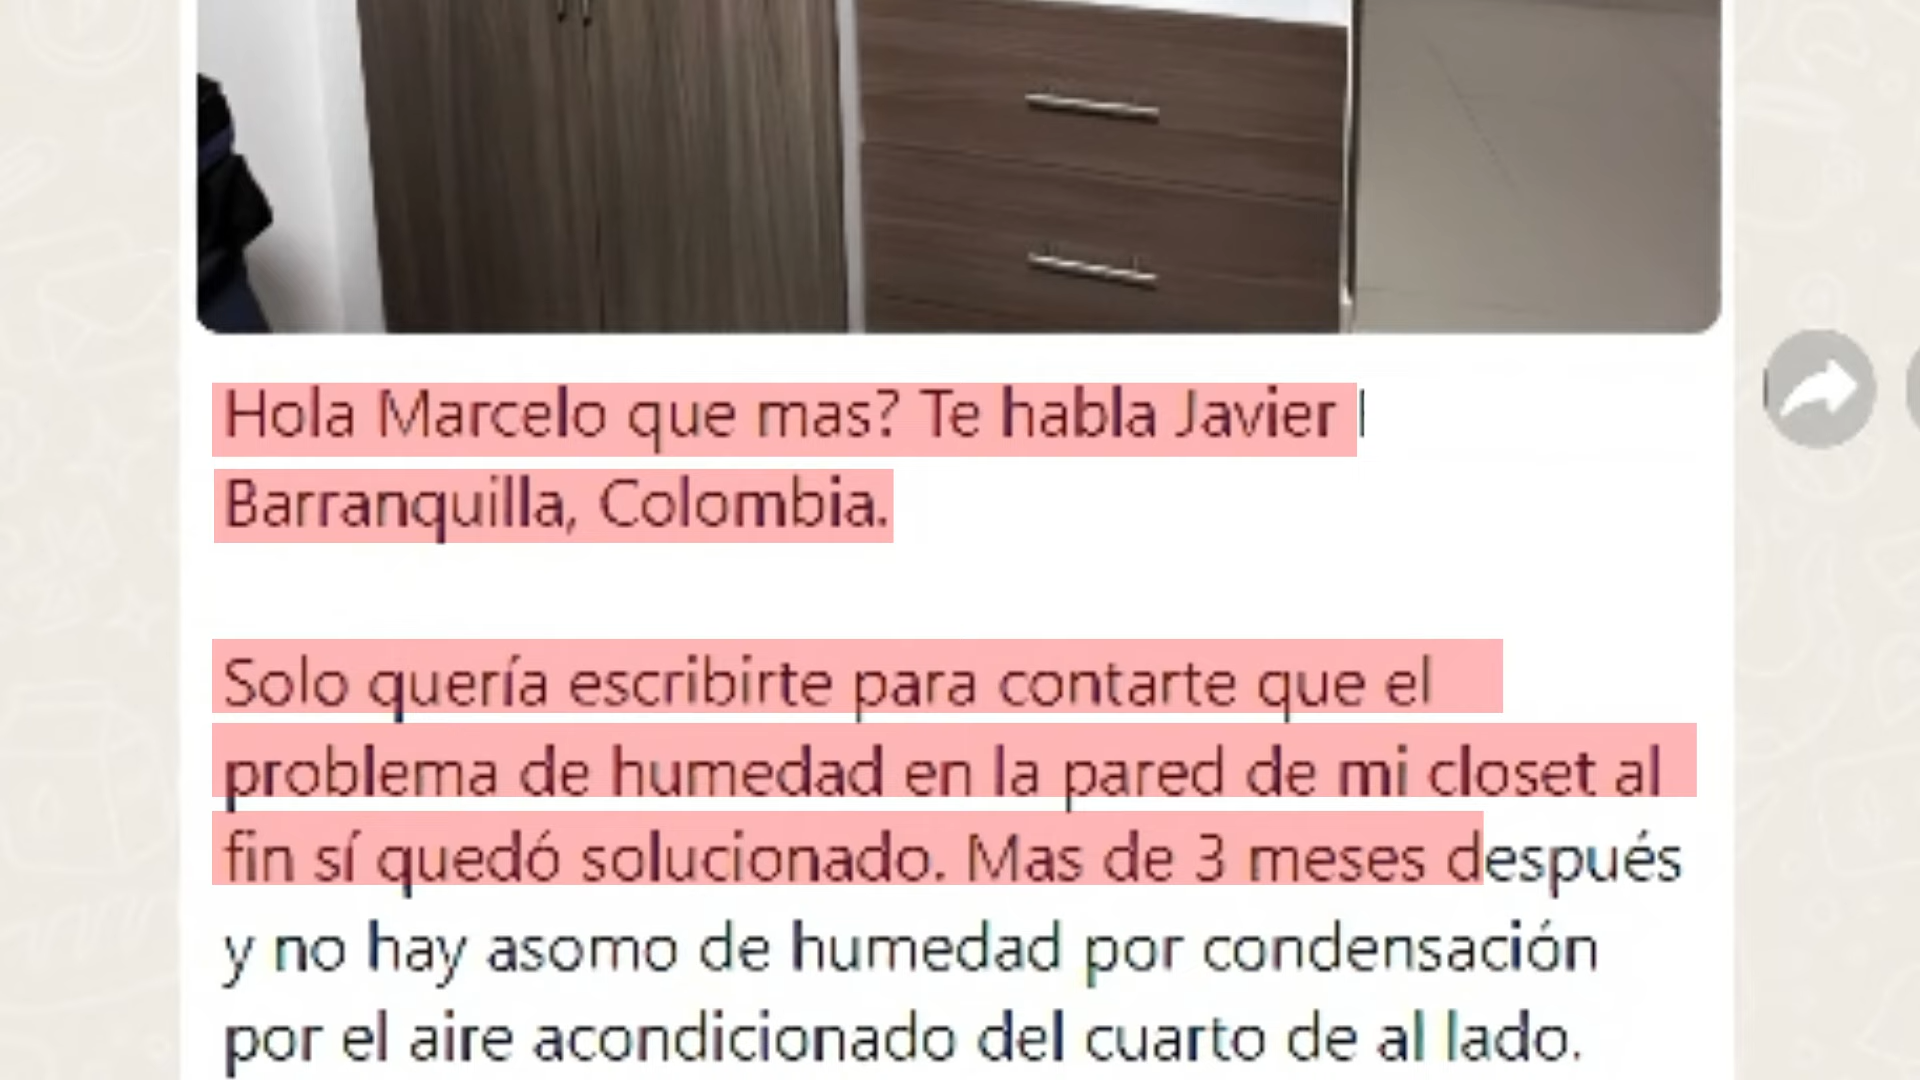 Hola Marcelo que mas? Te habla Javier
Barranquilla, Colombia.
Solo quería escribirte para contarte que el
problema de humedad en la pared de mi closet al
fin sí quedó solucionado. Mas de 3 meses después
y no hay asomo de humedad por condensación
por el aire acondicionado del cuarto de al lado.